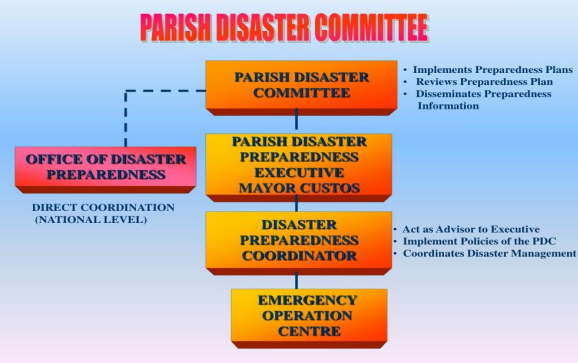 PARISH DISASTER COMMITTEE
PARISH DISASTER
COMMITTEE
• Implements Preparedness Plans
• Reviews Preparedness Plan
• Disseminates Preparedness
Information
OFFICE OF DISASTER
PREPAREDNESS
DIRECT COORDINATION
(NATIONAL LEVEL)
PARISH DISASTER
PREPAREDNESS
EXECUTIVE
MAYOR CUSTOS
DISASTER
PREPAREDNESS
COORDINATOR
• Act as Advisor to Executive
• Implement Policies of the PDC
• Coordinates Disaster Management
EMERGENCY
OPERATION
CENTRE